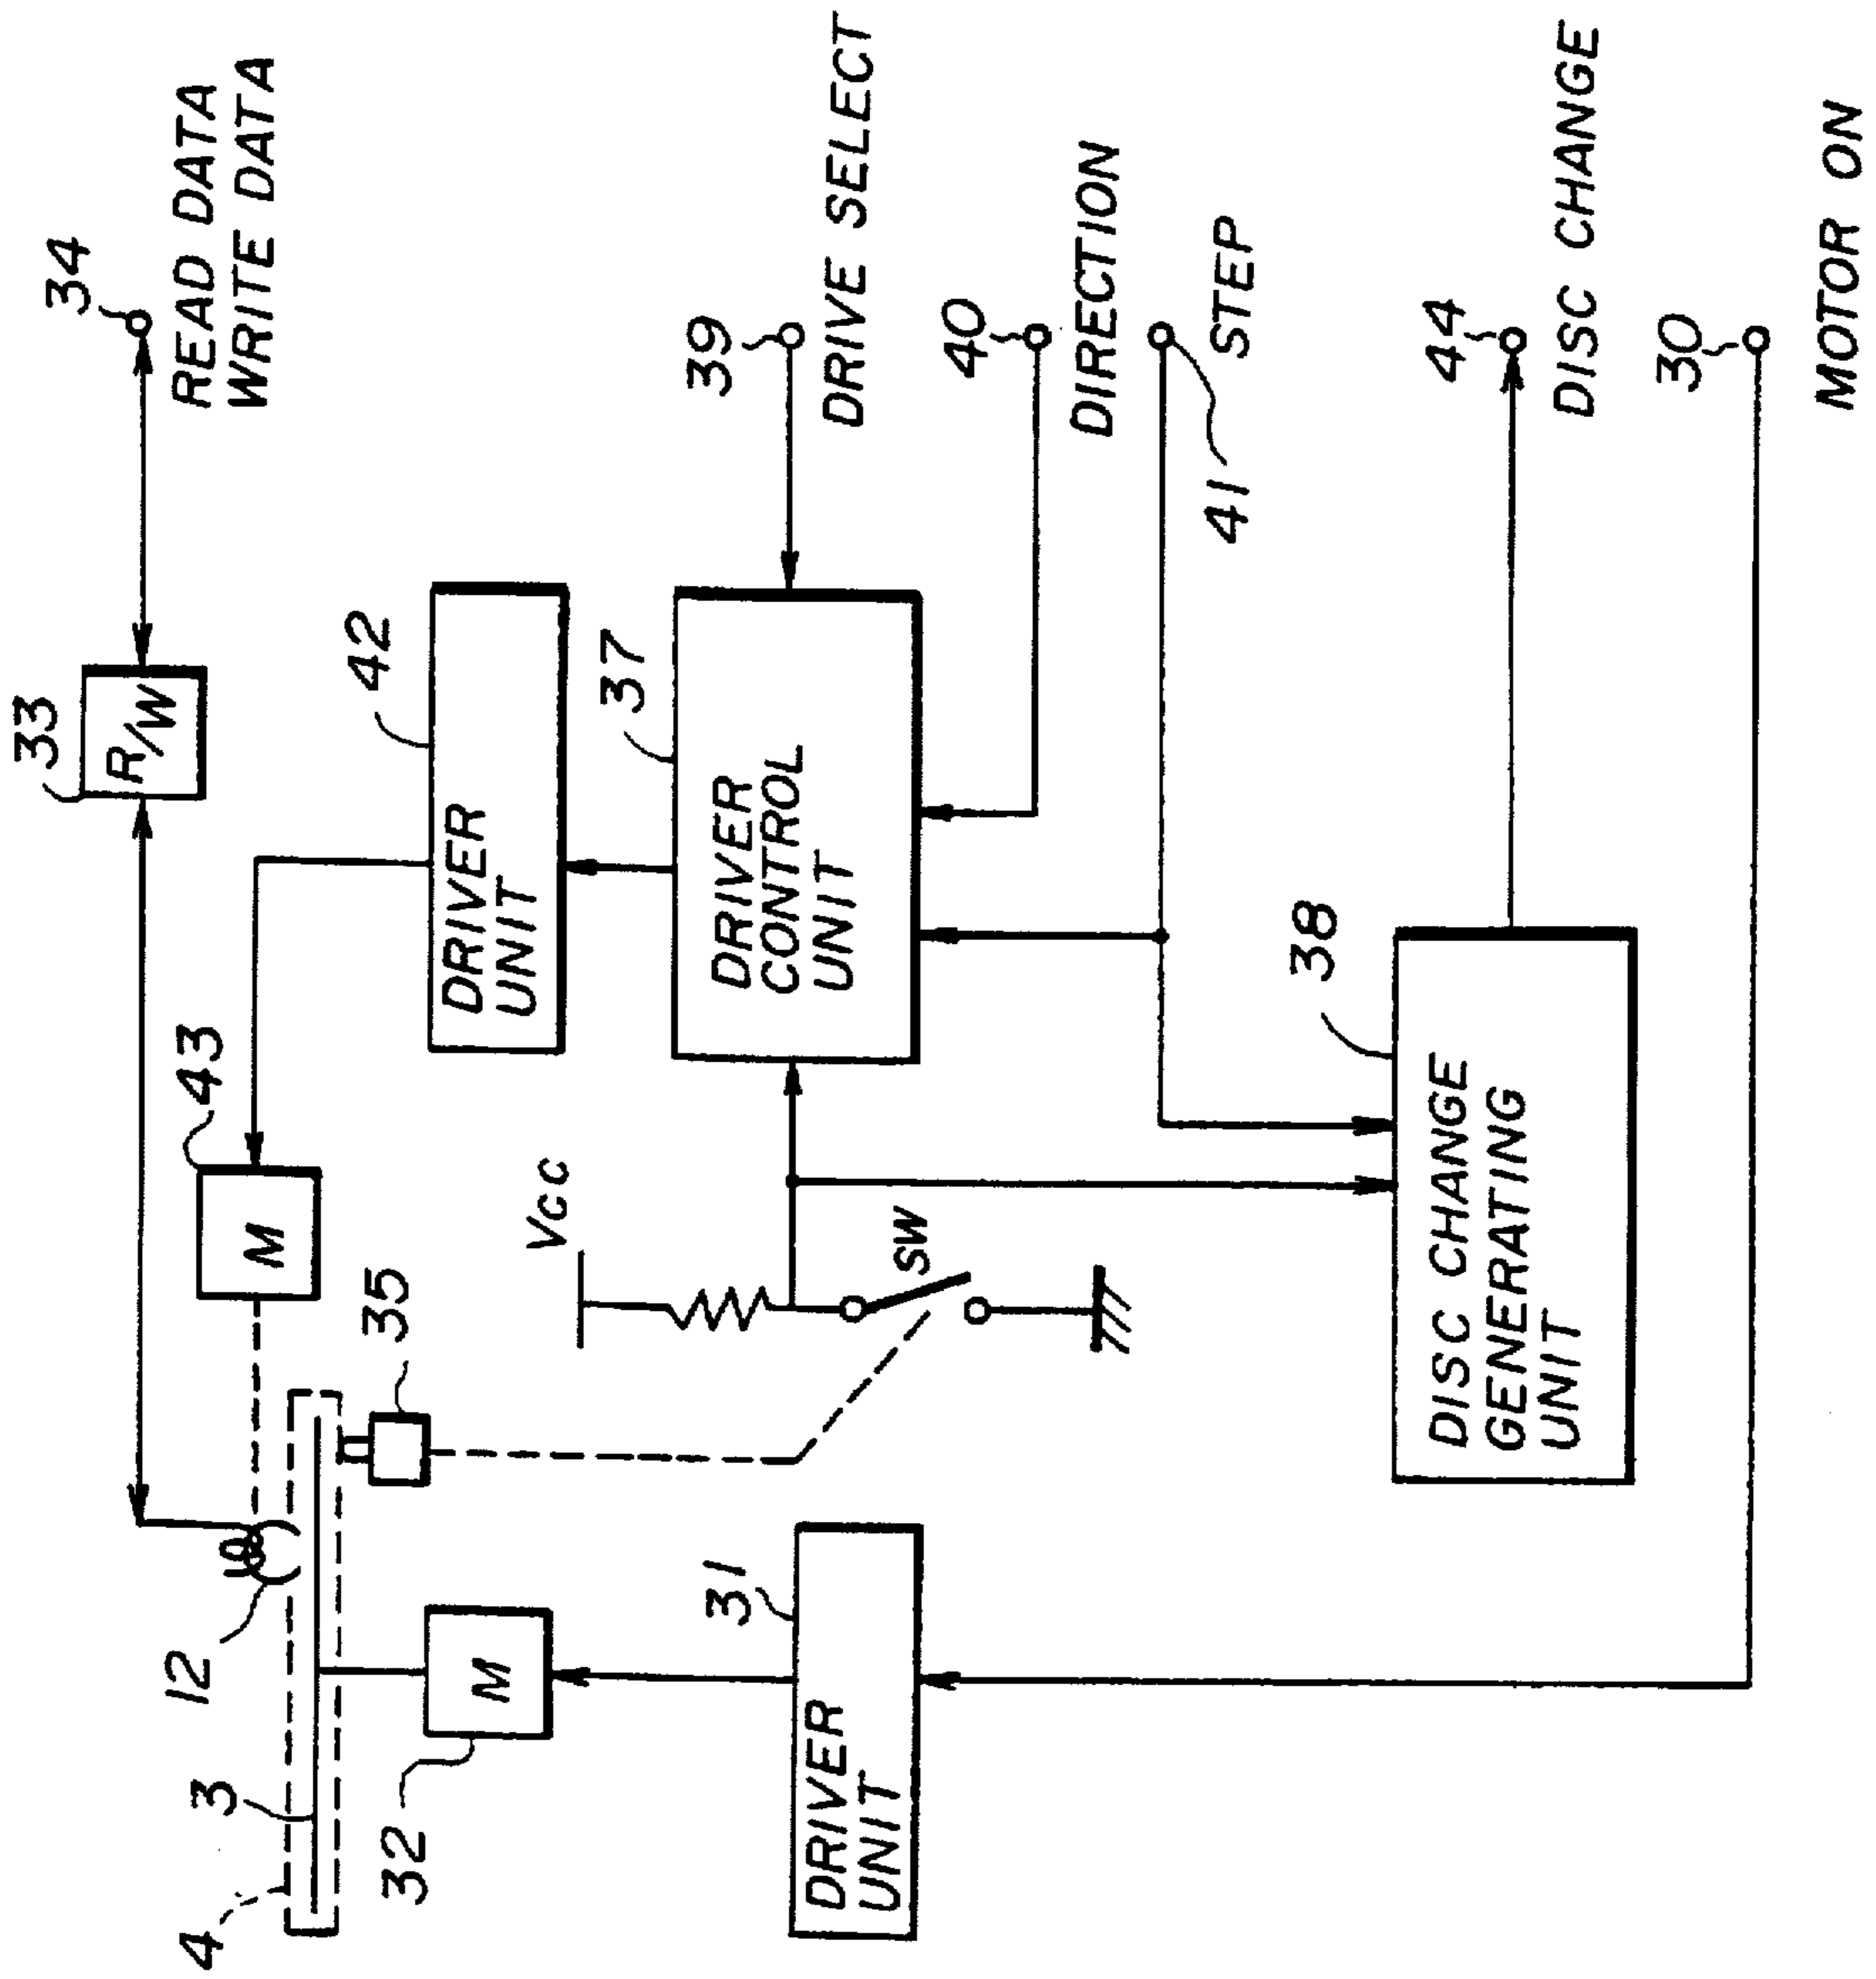 33
34
R/W
READ DATA
WRITE DATA
43
M
42
DRIVER
UNIT
12
4
3
35
Vcc
37
DRIVER
CONTROL
UNIT
39
DRIVE SELECT
32
M
SW
40
DIRECTION
31
DRIVER
UNIT
41
STEP
38
DISC CHANGE
GENERATING
UNIT
44
DISC CHANGE
30
MOTOR ON